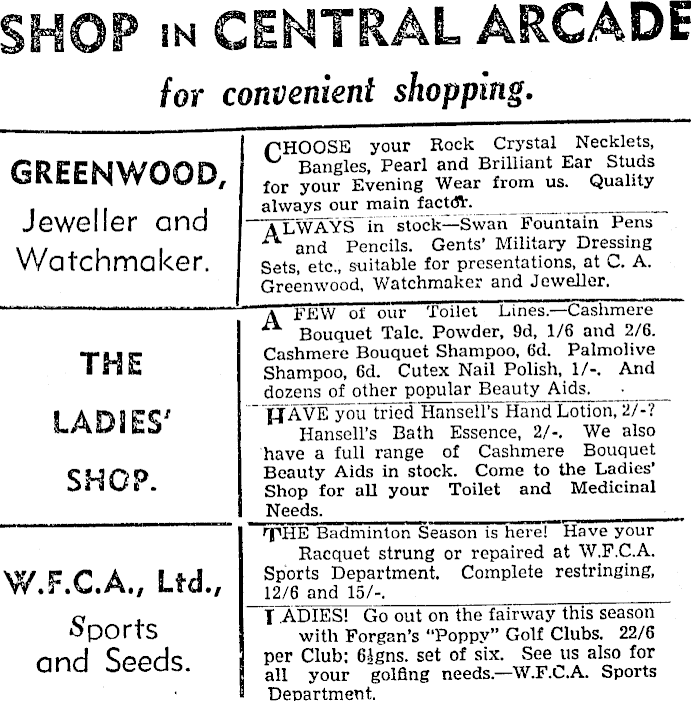 SHOP IN CENTRAL ARCADE
for convenient shopping.
GREENWOOD,
Jeweller and
Watchmaker.
CHOOSE your Rock Crystal Necklets,
Bangles, Pearl and Brilliant Ear Studs
for your Evening Wear from us. Quality
always our main factor.
ALWAYS in stock—Swan Fountain Pens
and Pencils. Gents' Military Dressing
Sets, etc., suitable for presentations, at C. A.
Greenwood, Watchmaker and Jeweller.
THE
LADIES'
SHOP.
A FEW of our Toilet Lines.—Cashmere
Bouquet Talc. Powder, 9d, 1/6 and 2/6.
Cashmere Bouquet Shampoo, 6d. Palmolive
Shampoo, 6d. Cutex Nail Polish, 1/-. And
dozens of other popular Beauty Aids.
HAVE you tried Hansell's Hand Lotion, 2/-?
Hansell's Bath Essence, 2/-. We also
have a full range of Cashmere Bouquet
Beauty Aids in stock. Come to the Ladies'
Shop for all your Toilet and Medicinal
Needs.
W.F.C.A., Ltd.,
Sports
and Seeds.
THE Badminton Season is here! Have your
Racquet strung or repaired at W.F.C.A.
Sports Department. Complete restringing,
12/6 and 15/-.
LADIES! Go out on the fairway this season
with Forgan's "Poppy" Golf Clubs. 22/6
per Club; 6½gns. set of six. See us also for
all your golfing needs.—W.F.C.A. Sports
Department.